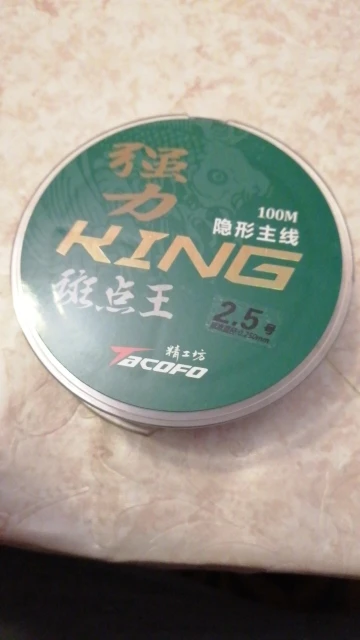 强
力
100M
隐形主线
KING
斑点王
2.5号
精工坊
TACOFO